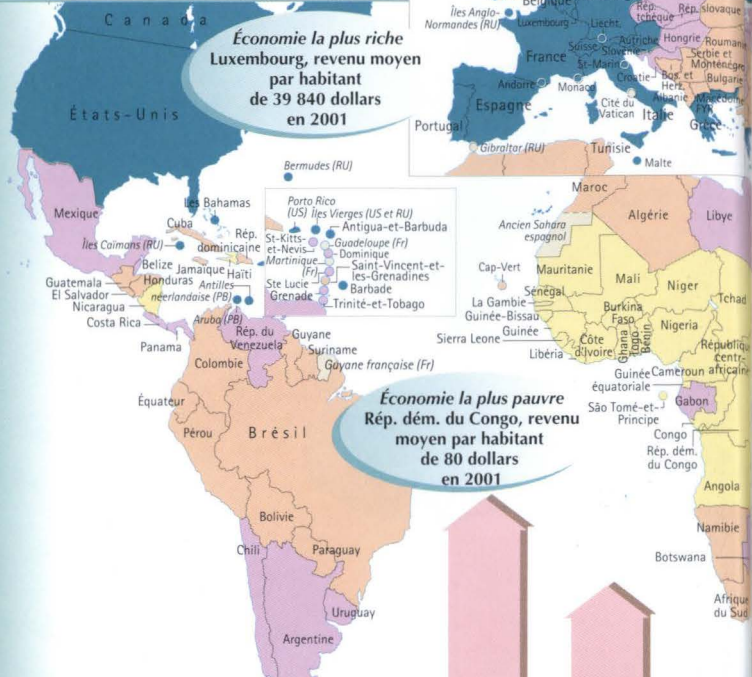 Canada
États-Unis
Économie la plus riche
Luxembourg, revenu moyen
par habitant
de 39 840 dollars
en 2001
Îles Anglo-
Normandes (RU)
Belgique
Luxembourg
Liecht.
Rép.
tchèque
Rép. slovaque
France
Suisse
Autriche
Slovénie
Hongrie
St-Marin
Croatie
Bos. et
Herz.
Serbie et
Monténégro
Andorre
Monaco
Espagne
Cité du
Vatican
Italie
Albanie
FYR
Grèce
Portugal
Gibraltar (RU)
Tunisie
Malte
Bermudes (RU)
Mexique
Les Bahamas
Cuba
Îles Caïmans (RU)
Rép.
dominicaine
Belize
Jamaïque
Haïti
Guatemala
Honduras
El Salvador
Nicaragua
Antilles
néerlandaise (PB)
Costa Rica
Panama
Aruba (PB)
Porto Rico
(US)
Îles Vierges (US et RU)
Antigua-et-Barbuda
St-Kitts-
et-Nevis
Guadeloupe (Fr)
Dominique
Martinique
(Fr)
Saint-Vincent-et-
les-Grenadines
Ste Lucie
Barbade
Grenade
Trinité-et-Tobago
Rép. du
Venezuela
Guyane
Suriname
Guyane française (Fr)
Colombie
Équateur
Pérou
Brésil
Bolivie
Chili
Paraguay
Uruguay
Argentine
Maroc
Algérie
Libye
Ancien Sahara
espagnol
Cap-Vert
Mauritanie
Mali
Niger
Tchad
Sénégal
La Gambie
Guinée-Bissau
Guinée
Sierra Leone
Libéria
Burkina
Faso
Côte
d'Ivoire
Ghana
Togo
Bénin
Nigeria
Guinée
équatoriale
Cameroun
São Tomé-et-
Principe
Gabon
Congo
Rép. dém.
du Congo
Angola
Namibie
Botswana
Afrique
du Sud
Économie la plus pauvre
Rép. dém. du Congo, revenu
moyen par habitant
de 80 dollars
en 2001